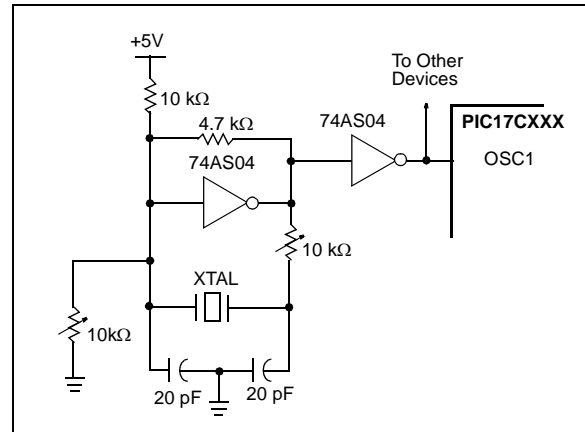 +5V
To Other
Devices
10 kΩ
4.7 kΩ
74AS04
PIC17CXXX
74AS04
OSC1
10 kΩ
XTAL
10kΩ
20 pF
20 pF